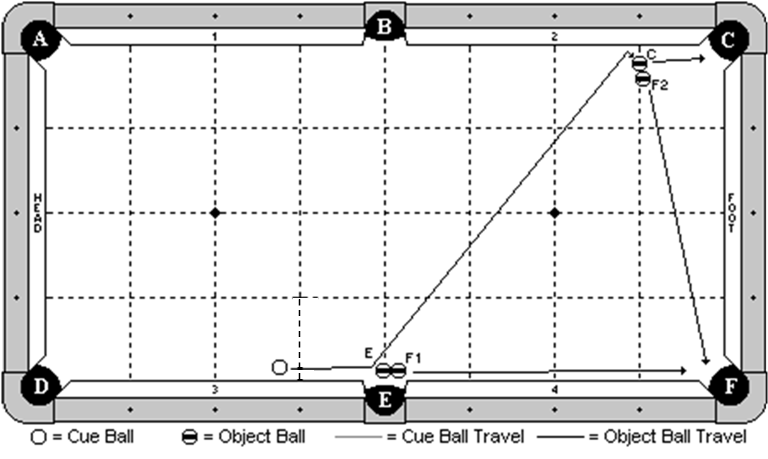 A
B
C
1
2
C
F2
HEAD
FOOT
E
F1
D
E
F
3
4
= Cue Ball
= Object Ball
= Cue Ball Travel
= Object Ball Travel